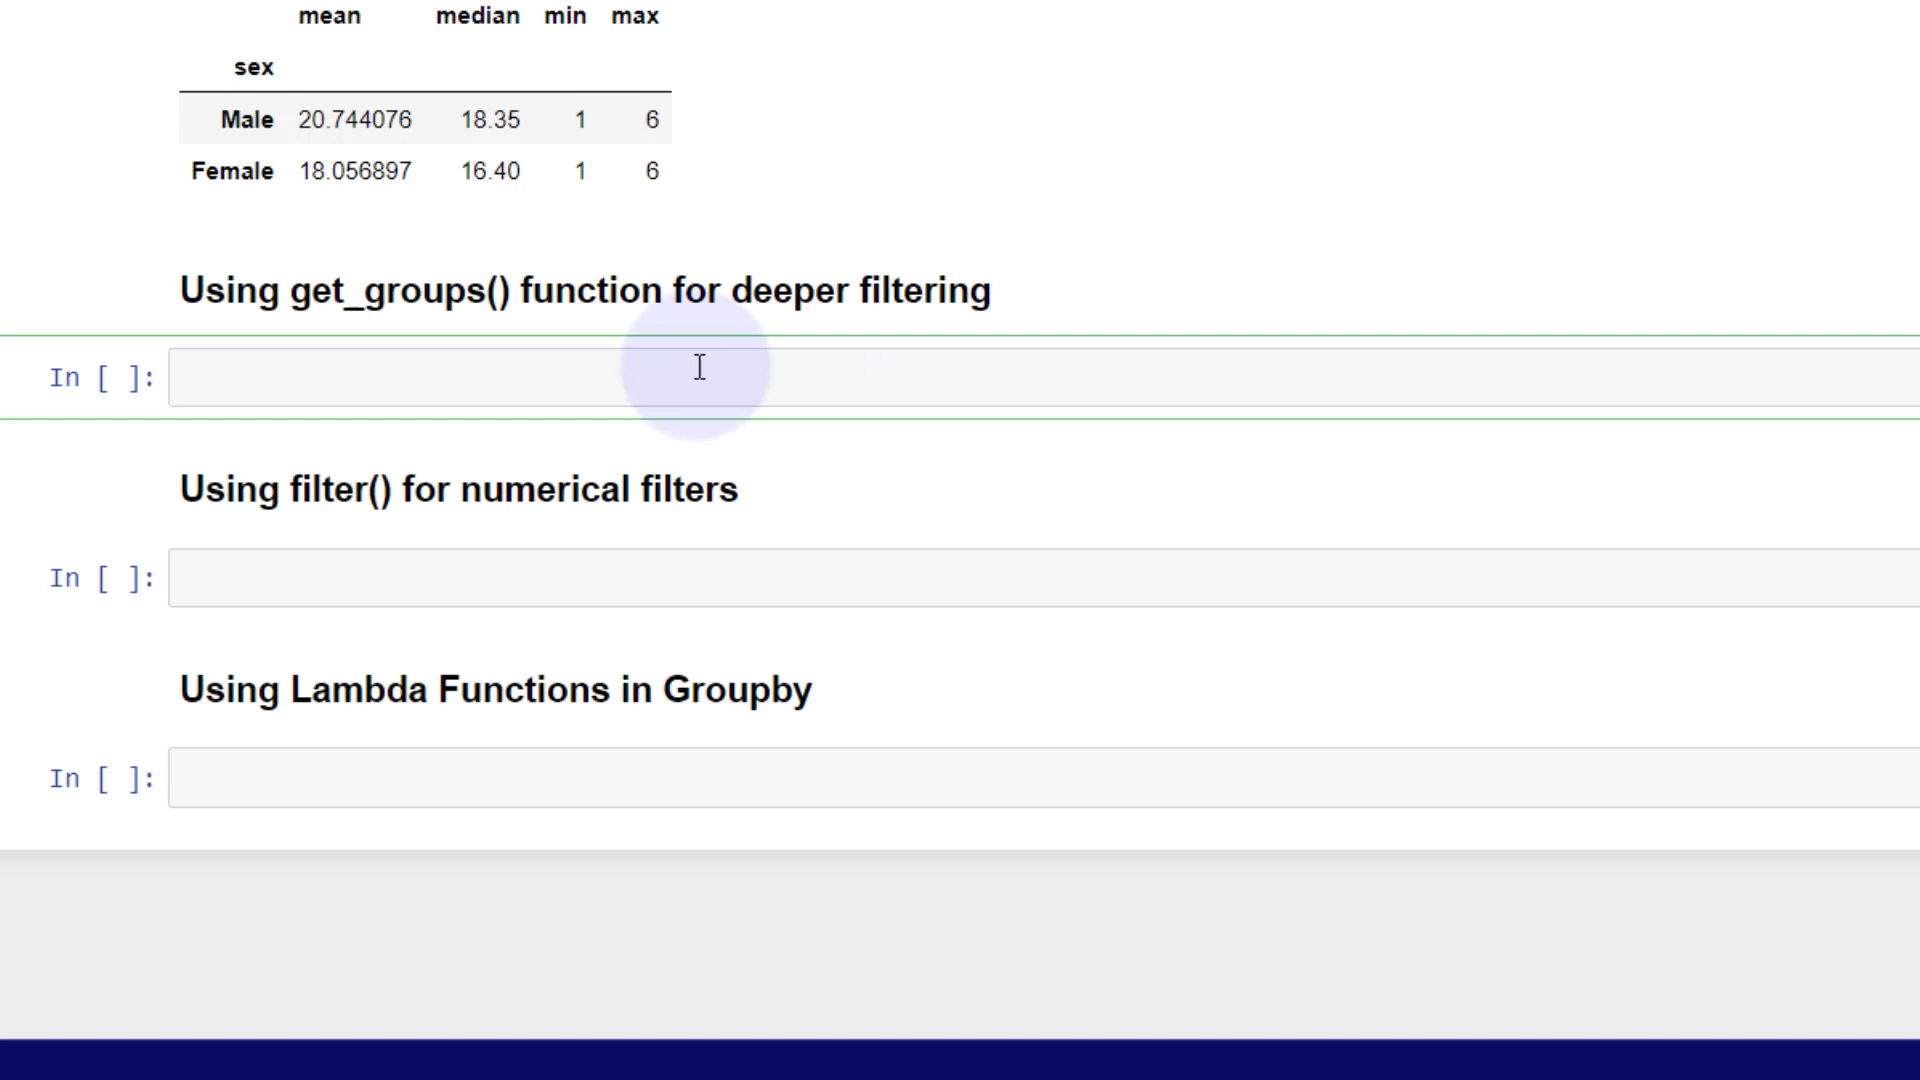 mean median min max
sex
Male 20.744076 18.35 1 6
Female 18.056897 16.40 1 6
Using get_groups() function for deeper filtering
In [ ]:
Using filter() for numerical filters
In [ ]:
Using Lambda Functions in Groupby
In [ ]: